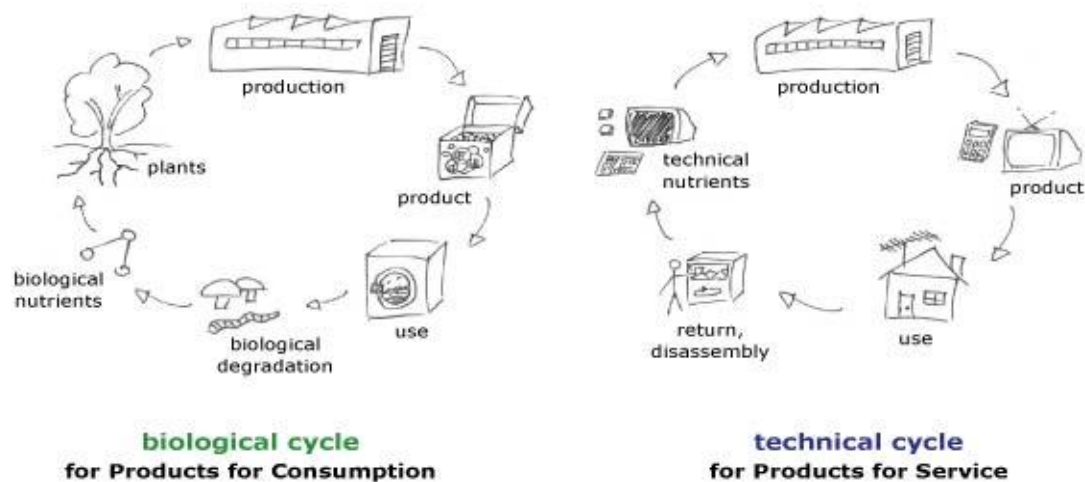 production
product
use
biological
degradation
biological
nutrients
plants
biological cycle
for Products for Consumption
production
product
use
return,
disassembly
technical
nutrients
technical cycle
for Products for Service